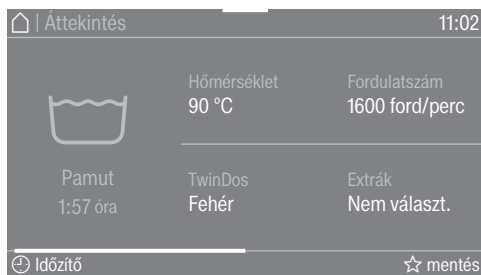 | Áttekintés 11:02
Hőmérséklet
90 °C
Fordulatszám
1600 ford/perc
Pamut
1:57 óra
TwinDos
Fehér
Extrák
Nem választ.
Időzítő
mentés